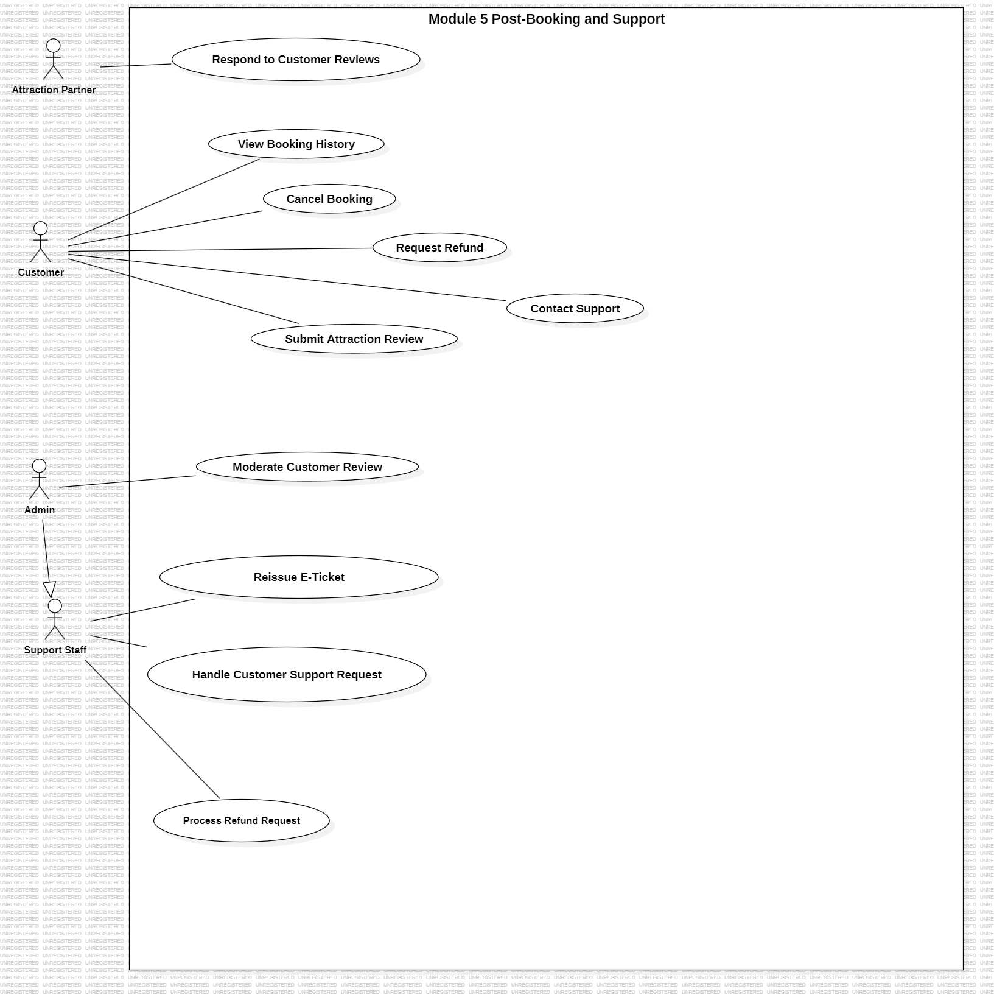 Module 5 Post-Booking and Support
Attraction Partner
Respond to Customer Reviews
View Booking History
Cancel Booking
Request Refund
Customer
Contact Support
Submit Attraction Review
Moderate Customer Review
Admin
Reissue E-Ticket
Support Staff
Handle Customer Support Request
Process Refund Request
UNREGISTERED